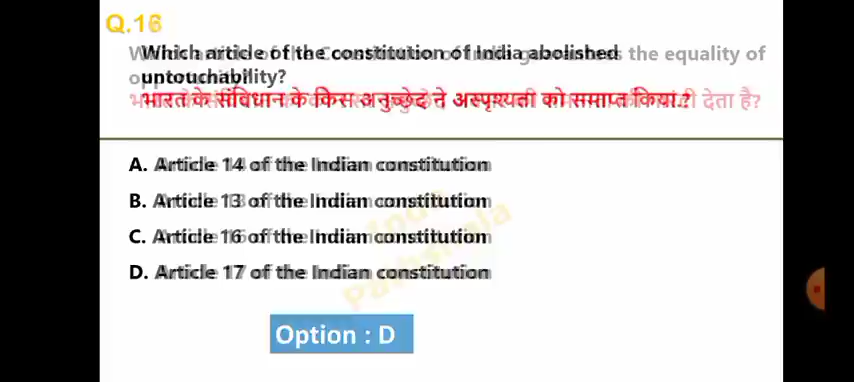 Q.16
Which article of the constitution of India abolished the equality of
untouchability?
भारत के संविधान के किस अनुच्छेद ने अस्पृश्यता को समाप्त किया.? देता है?
A. Article 14 of the Indian constitution
B. Article 13 of the Indian constitution
C. Article 16 of the Indian constitution
D. Article 17 of the Indian constitution
Option : D